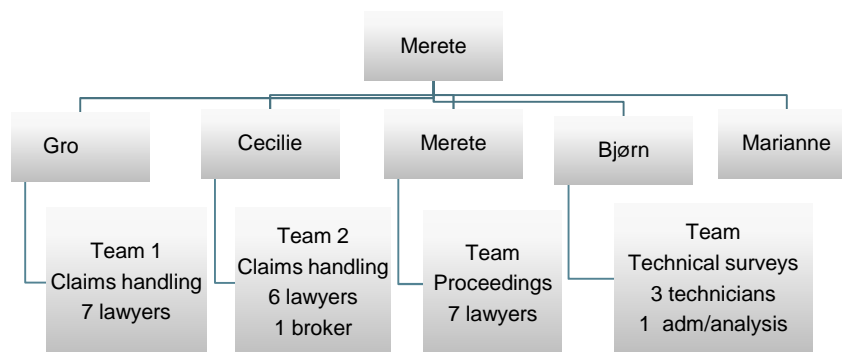 Merete
Gro
Cecilie
Merete
Bjørn
Marianne
Team 1
Claims handling
7 lawyers
Team 2
Claims handling
6 lawyers
1 broker
Team
Proceedings
7 lawyers
Team
Technical surveys
3 technicians
1 adm/analysis